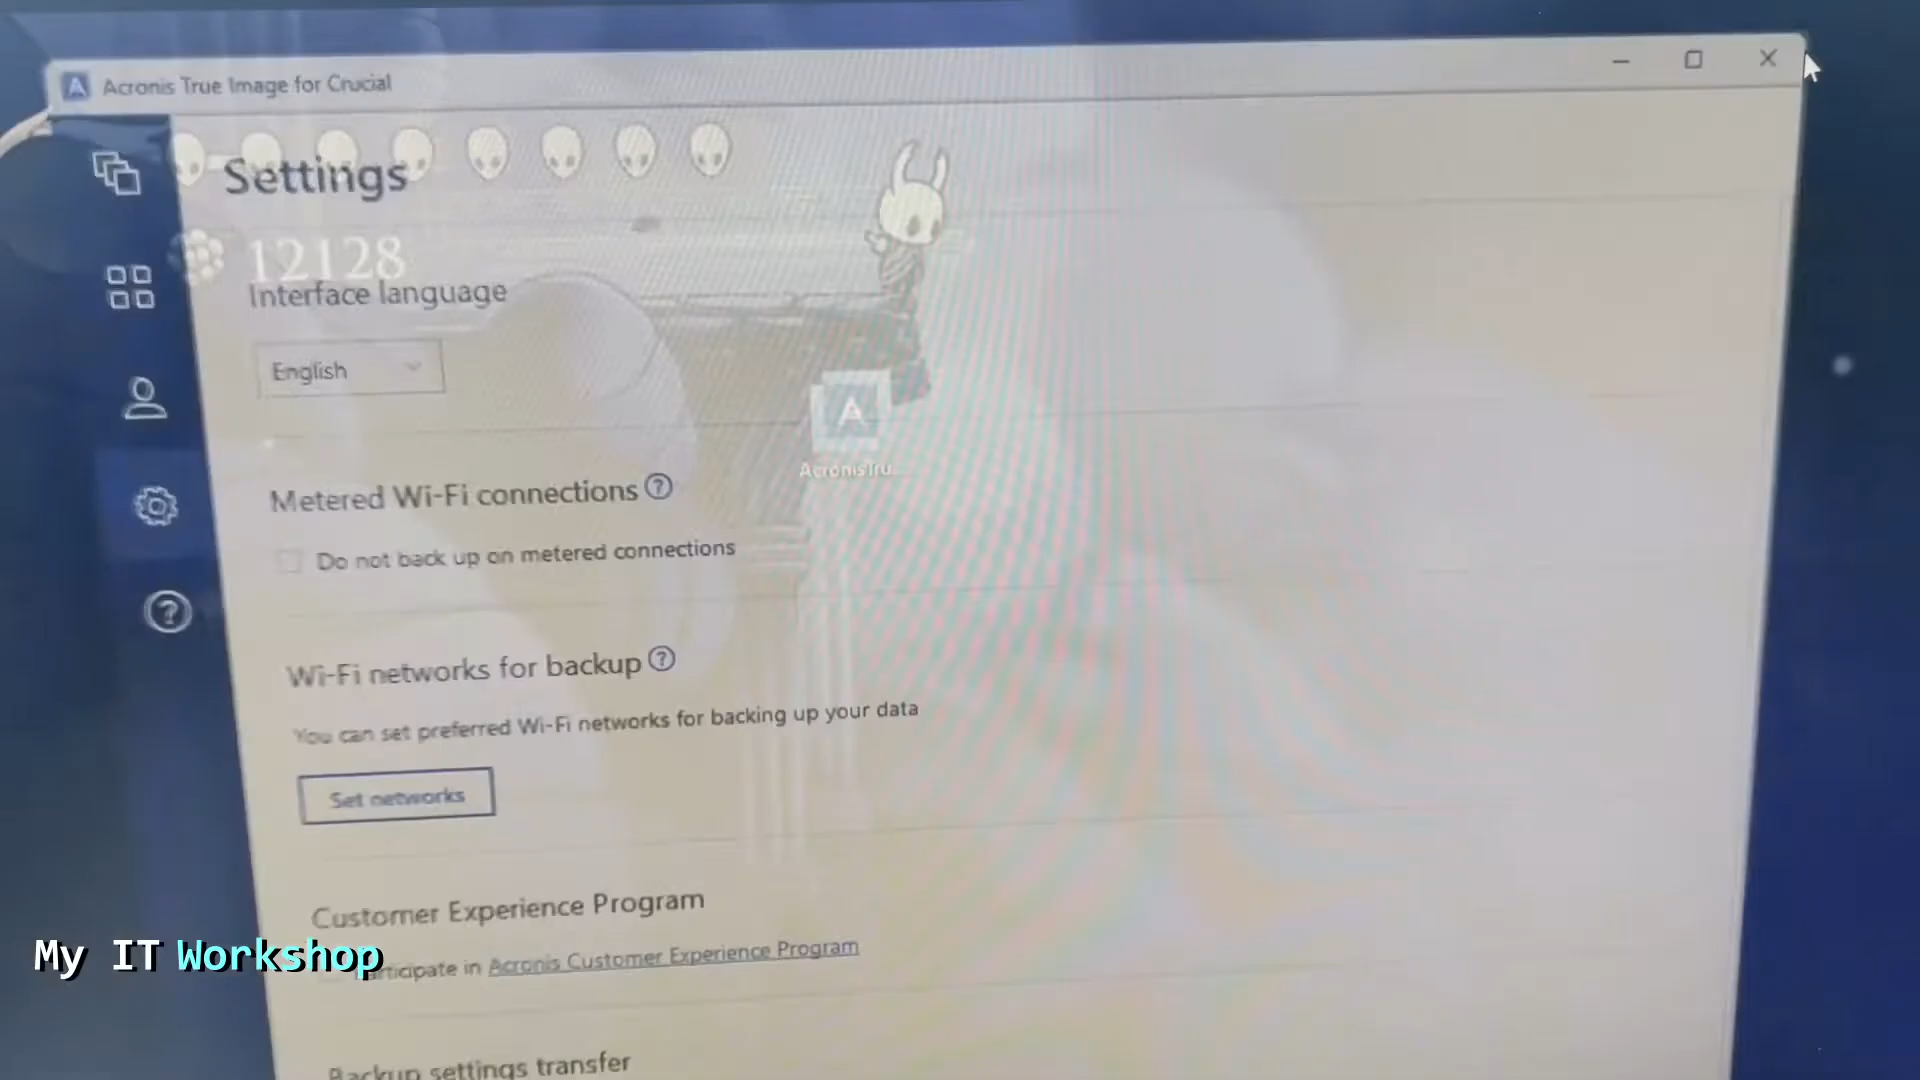 Acronis True Image for Crucial
Settings
12128
Interface language
English
AcronisTru...
Metered Wi-Fi connections
Do not back up on metered connections
Wi-Fi networks for backup
You can set preferred Wi-Fi networks for backing up your data
Set networks
Customer Experience Program
My IT Workshop
participate in Acronis Customer Experience Program
Backup settings transfer